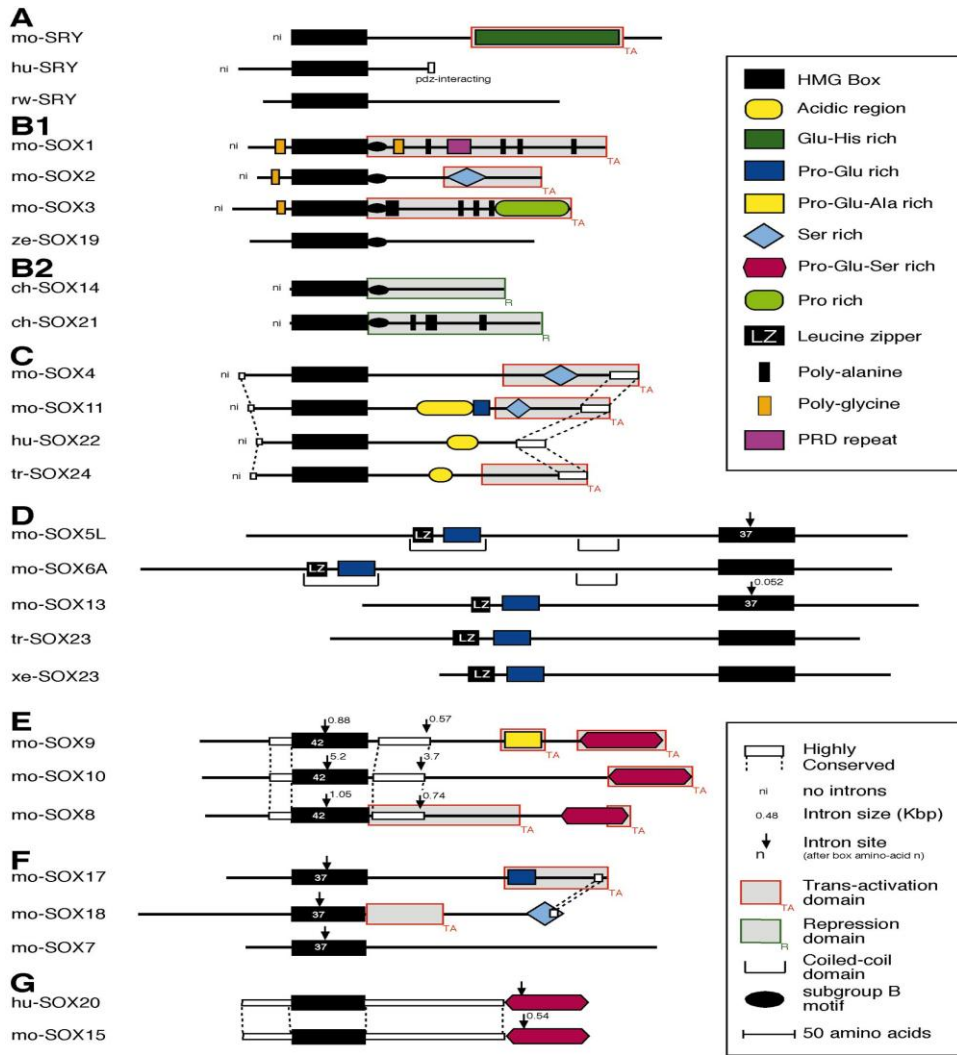 A
mo-SRY ni TA
hu-SRY ni pdz-interacting
rw-SRY
B1
mo-SOX1 ni TA
mo-SOX2 ni TA
mo-SOX3 ni TA
ze-SOX19
B2
ch-SOX14 ni R
ch-SOX21 ni R
C
mo-SOX4 ni TA
mo-SOX11 ni TA
hu-SOX22 ni
tr-SOX24 ni TA
D
mo-SOX5L LZ 37
mo-SOX6A LZ
0.052
mo-SOX13 LZ 37
tr-SOX23 LZ
xe-SOX23 LZ
E
0.88 0.57
mo-SOX9 42 TA TA
5.2 3.7
mo-SOX10 42 TA
1.05 0.74
mo-SOX8 42 TA TA
F
mo-SOX17 37 TA
mo-SOX18 37 TA
mo-SOX7 37
G
hu-SOX20
0.54
mo-SOX15
HMG Box
Acidic region
Glu-His rich
Pro-Glu rich
Pro-Glu-Ala rich
Ser rich
Pro-Glu-Ser rich
Pro rich
LZ Leucine zipper
Poly-alanine
Poly-glycine
PRD repeat
Highly
Conserved
ni no introns
0.48 Intron size (Kbp)
Intron site
n (after box amino-acid n)
Trans-activation
TA domain
Repression
R domain
Coiled-coil
domain
subgroup B
motif
50 amino acids